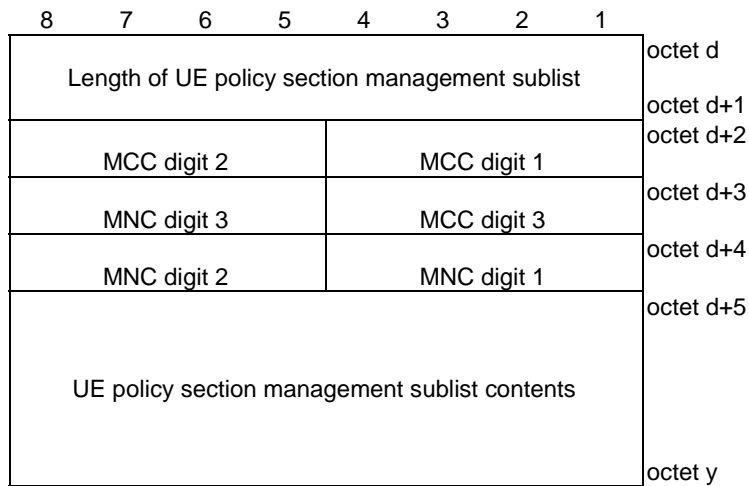 8 7 6 5 4 3 2 1
octet d
Length of UE policy section management sublist
octet d+1
octet d+2
MCC digit 2 MCC digit 1
octet d+3
MNC digit 3 MCC digit 3
octet d+4
MNC digit 2 MNC digit 1
octet d+5
UE policy section management sublist contents
octet y